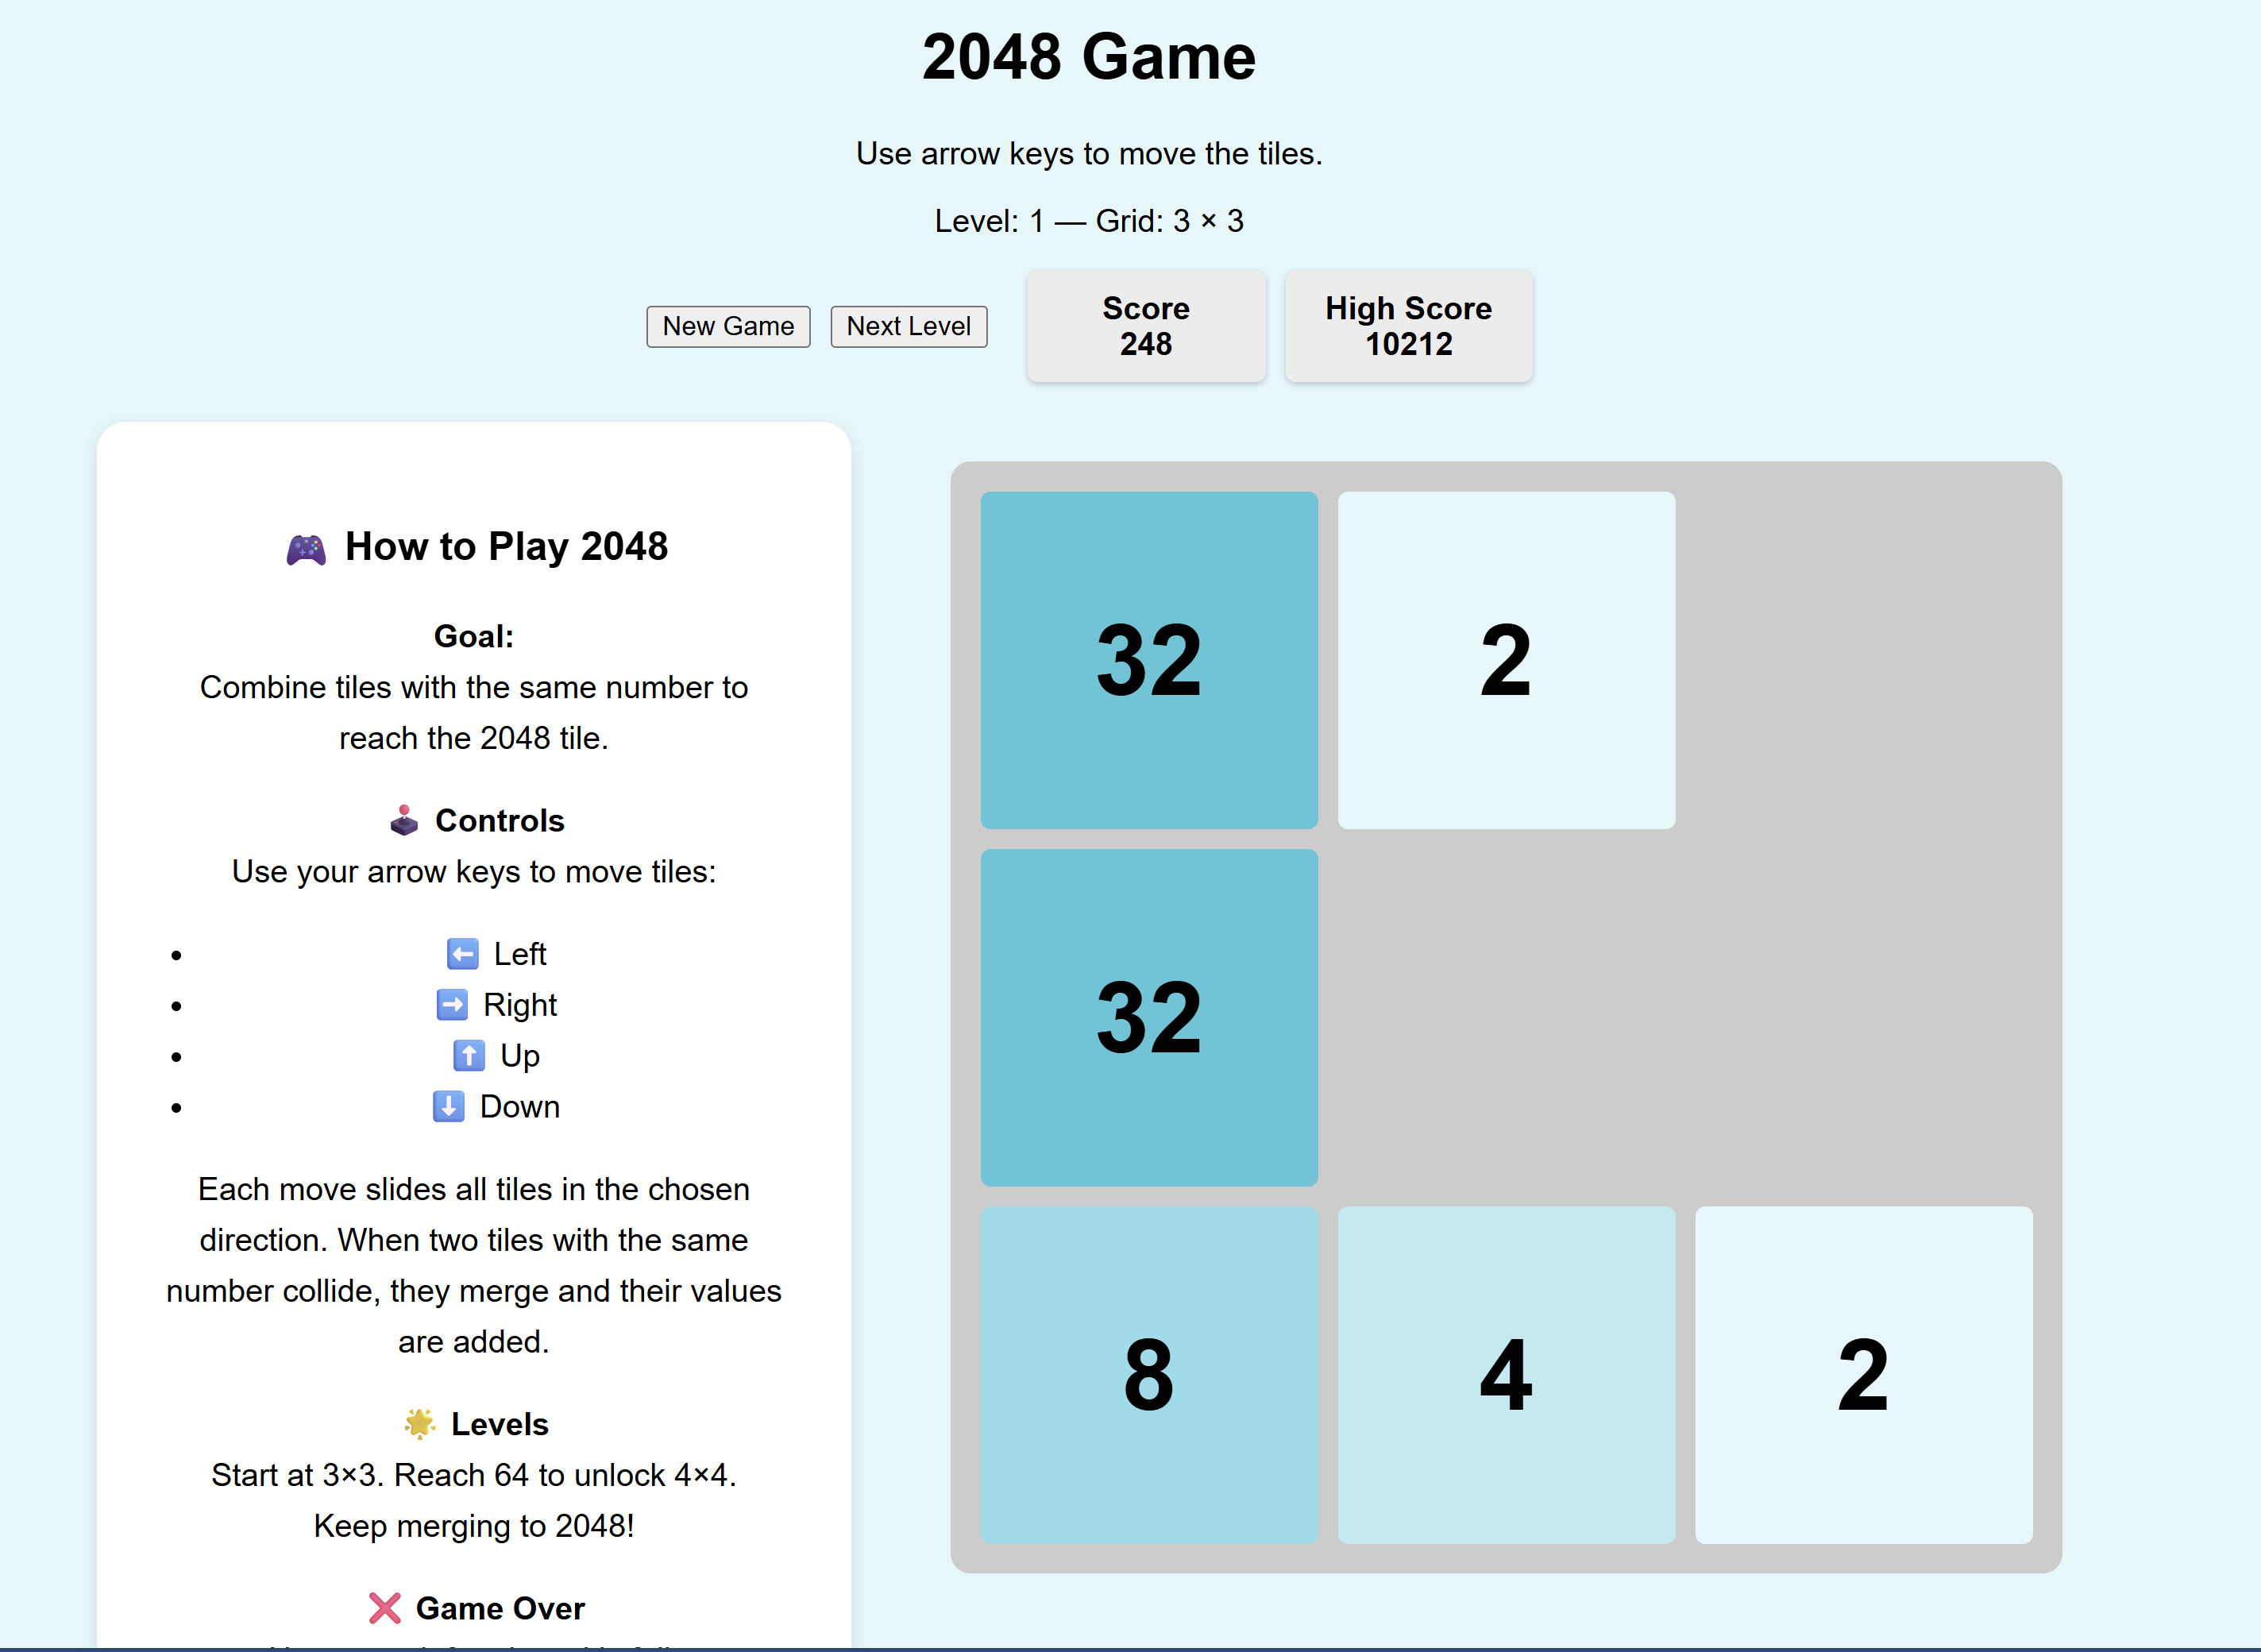 2048 Game
Use arrow keys to move the tiles.
Level: 1 — Grid: 3 × 3
New Game
Next Level
Score
248
High Score
10212
🎮 How to Play 2048
Goal:
Combine tiles with the same number to
reach the 2048 tile.
🕹️ Controls
Use your arrow keys to move tiles:
• ⬅️ Left
• ➡️ Right
• ⬆️ Up
• ⬇️ Down
Each move slides all tiles in the chosen
direction. When two tiles with the same
number collide, they merge and their values
are added.
🌟 Levels
Start at 3×3. Reach 64 to unlock 4×4.
Keep merging to 2048!
❌ Game Over
32 2
32
8 4 2